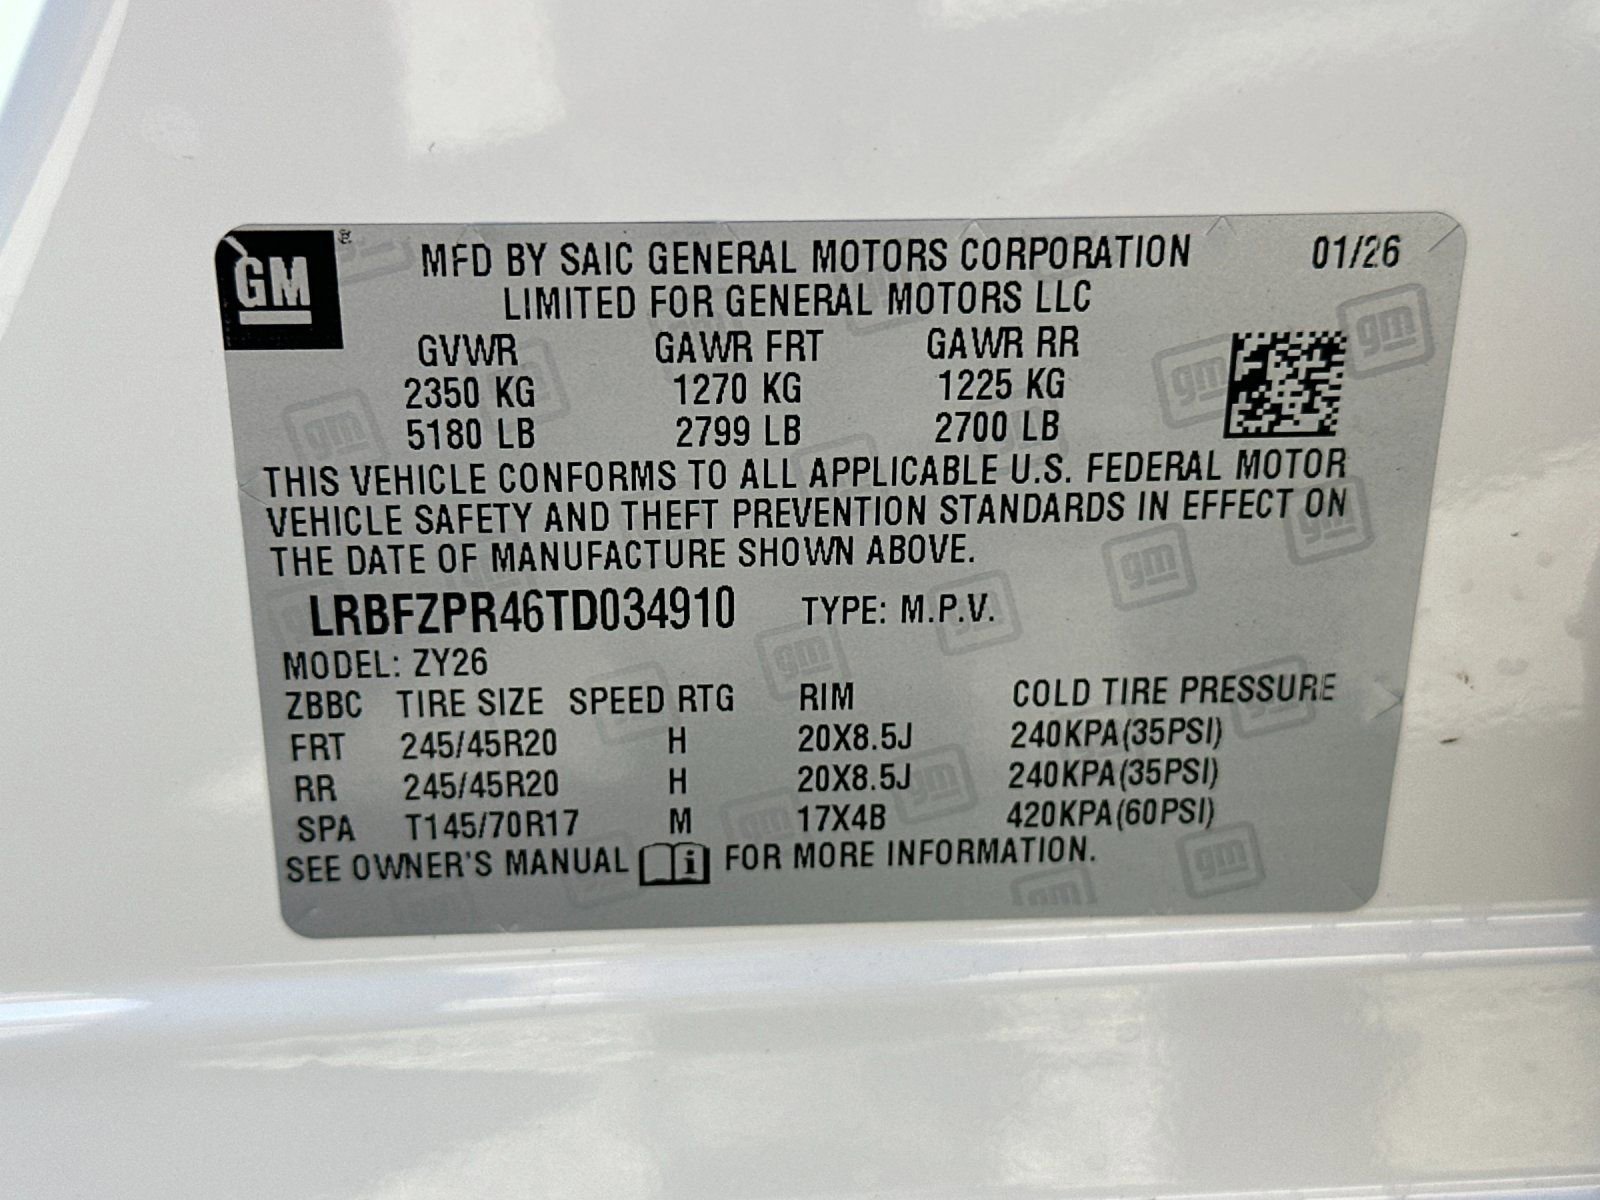 GM ®
MFD BY SAIC GENERAL MOTORS CORPORATION 01/26
LIMITED FOR GENERAL MOTORS LLC
GVWR GAWR FRT GAWR RR
2350 KG 1270 KG 1225 KG
5180 LB 2799 LB 2700 LB
THIS VEHICLE CONFORMS TO ALL APPLICABLE U.S. FEDERAL MOTOR
VEHICLE SAFETY AND THEFT PREVENTION STANDARDS IN EFFECT ON
THE DATE OF MANUFACTURE SHOWN ABOVE.
LRBFZPR46TD034910 TYPE: M.P.V.
MODEL: ZY26
ZBBC TIRE SIZE SPEED RTG RIM COLD TIRE PRESSURE
FRT 245/45R20 H 20X8.5J 240KPA(35PSI)
RR 245/45R20 H 20X8.5J 240KPA(35PSI)
SPA T145/70R17 M 17X4B 420KPA(60PSI)
SEE OWNER'S MANUAL i FOR MORE INFORMATION.